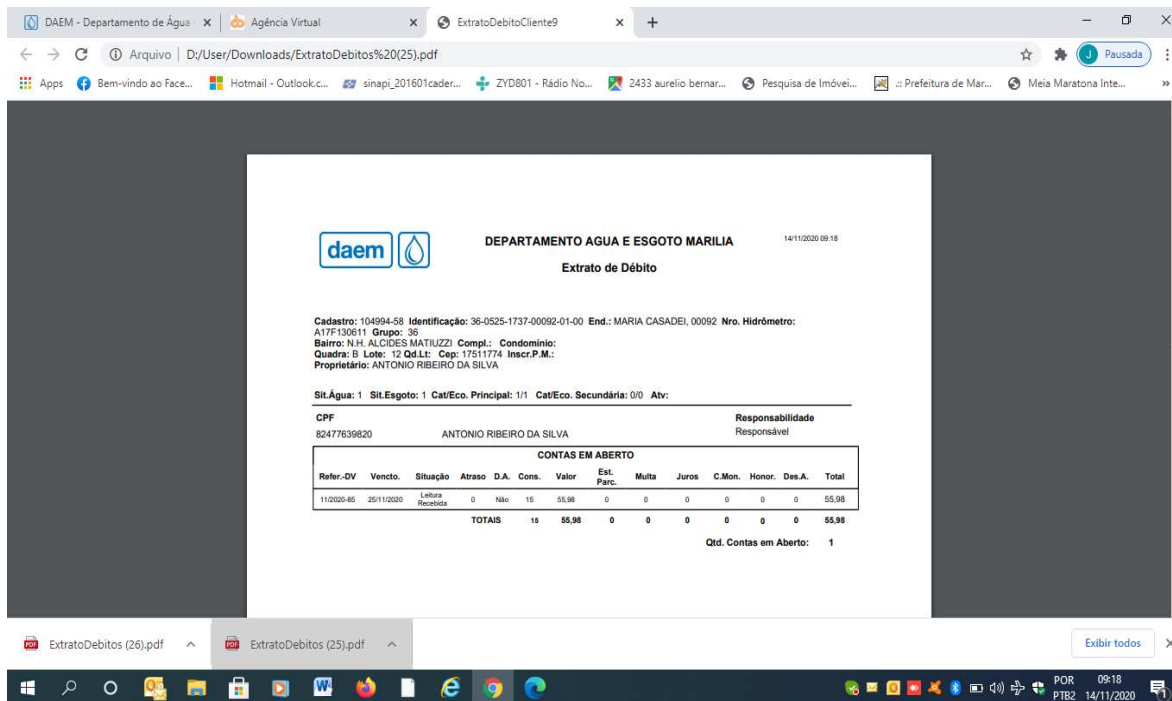 DAEM - Departamento de Água
Agência Virtual
ExtratoDebitoCliente9
Arquivo | D:/User/Downloads/ExtratoDebitos%20(25).pdf
J Pausada
Apps Bem-vindo ao Face... Hotmail - Outlook.c... sinapi_201601cader... ZYD801 - Rádio No... 2433 aurelio bernar... Pesquisa de Imóvei... .:: Prefeitura de Mar... Meia Maratona Inte... »
daem
DEPARTAMENTO AGUA E ESGOTO MARILIA
14/11/2020 09:18
Extrato de Débito
Cadastro: 104994-58 Identificação: 36-0525-1737-00092-01-00 End.: MARIA CASADEI, 00092 Nro. Hidrômetro:
A17F130611 Grupo: 36
Bairro: N.H. ALCIDES MATIUZZI Compl.: Condomínio:
Quadra: B Lote: 12 Qd.Lt: Cep: 17511774 Inscr.P.M.:
Proprietário: ANTONIO RIBEIRO DA SILVA
Sit.Água: 1 Sit.Esgoto: 1 Cat/Eco. Principal: 1/1 Cat/Eco. Secundária: 0/0 Atv:
CPF Responsabilidade
82477639820 ANTONIO RIBEIRO DA SILVA Responsável
CONTAS EM ABERTO
Refer.-DV Vencto. Situação Atraso D.A. Cons. Valor Est. Parc. Multa Juros C.Mon. Honor. Des.A. Total
11/2020-85 25/11/2020 Leitura Recebida 0 Não 15 55,98 0 0 0 0 0 0 55,98
TOTAIS 15 55,98 0 0 0 0 0 0 55,98
Qtd. Contas em Aberto: 1
ExtratoDebitos (26).pdf
ExtratoDebitos (25).pdf
Exibir todos
POR 09:18
PTB2 14/11/2020